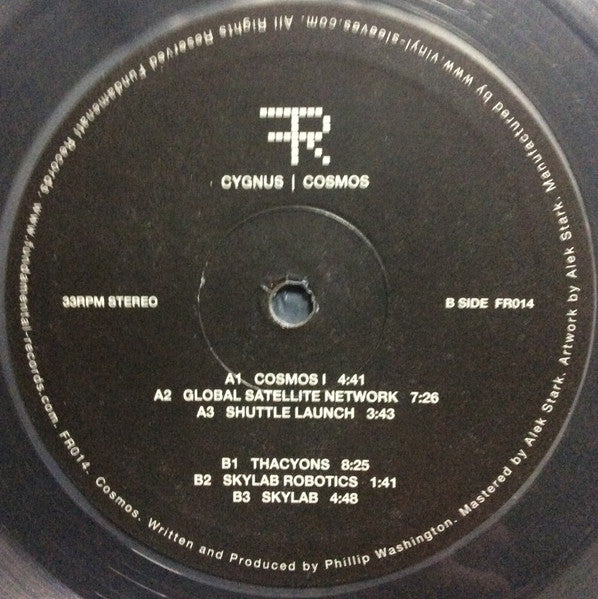 FR
CYGNUS | COSMOS
33RPM STEREO
B SIDE FR014
A1 COSMOS I 4:41
A2 GLOBAL SATELLITE NETWORK 7:26
A3 SHUTTLE LAUNCH 3:43
B1 THACYONS 8:25
B2 SKYLAB ROBOTICS 1:41
B3 SKYLAB 4:48
FR014. Cosmos. Written and Produced by Phillip Washington. Mastered by Alek Stark. Artwork by Alek Stark. Manufactured by www.vinyl-sleeves.com. All Rights Reserved Fundamental Records. www.fundamental-records.com.